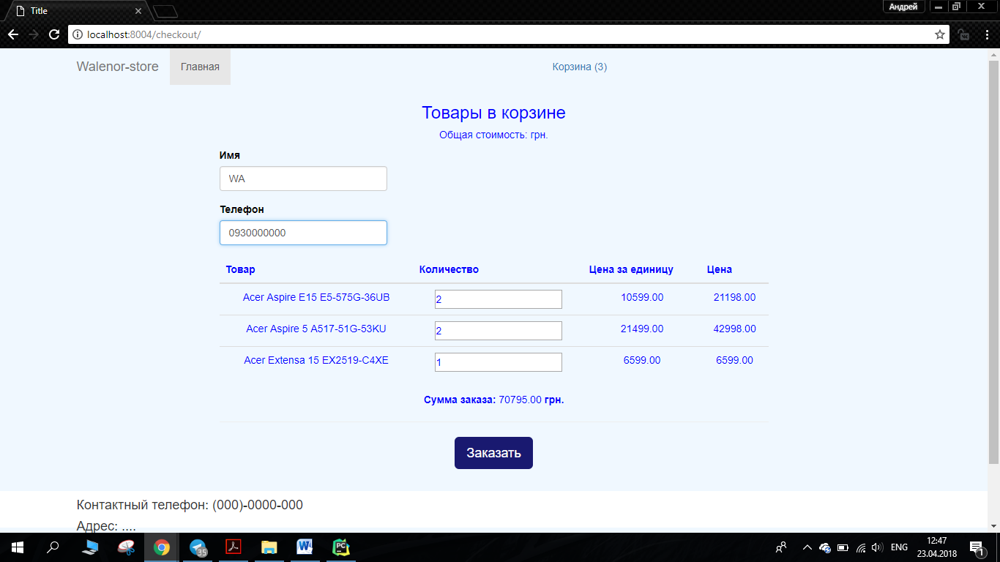 Title
Андрей
localhost:8004/checkout/
Walenor-store Главная Корзина (3)
Товары в корзине
Общая стоимость: грн.
Имя
WA
Телефон
0930000000
Товар Количество Цена за единицу Цена
Acer Aspire E15 E5-575G-36UB 2 10599.00 21198.00
Acer Aspire 5 A517-51G-53KU 2 21499.00 42998.00
Acer Extensa 15 EX2519-C4XE 1 6599.00 6599.00
Сумма заказа: 70795.00 грн.
Заказать
Контактный телефон: (000)-0000-000
Адрес: ....
35 W PC ENG 12:47
23.04.2018 1